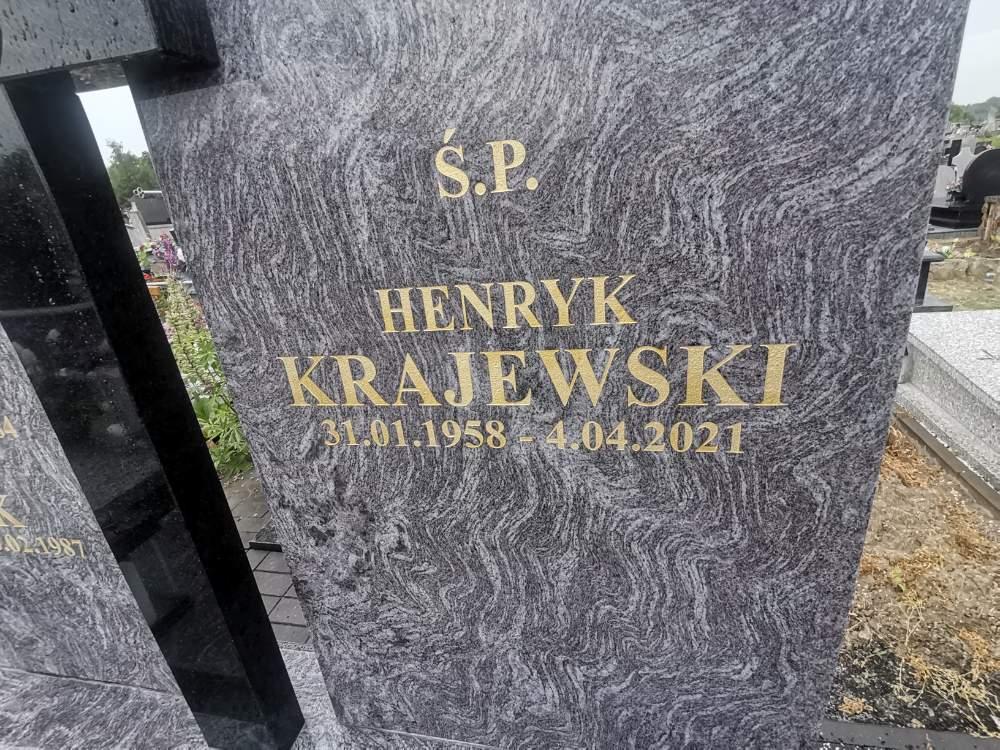 Ś.P.
HENRYK
KRAJEWSKI
31.01.1958 - 4.04.2021